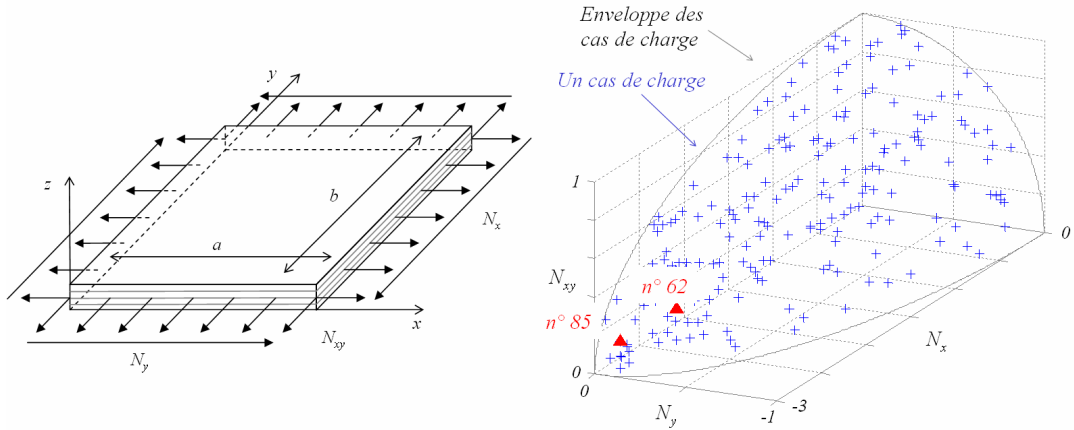 y
z
b
a
N_x
x
N_xy
N_y
Enveloppe des
cas de charge
Un cas de charge
1
0
N_xy
n° 62
n° 85
N_x
0
0
N_y
-1
-3